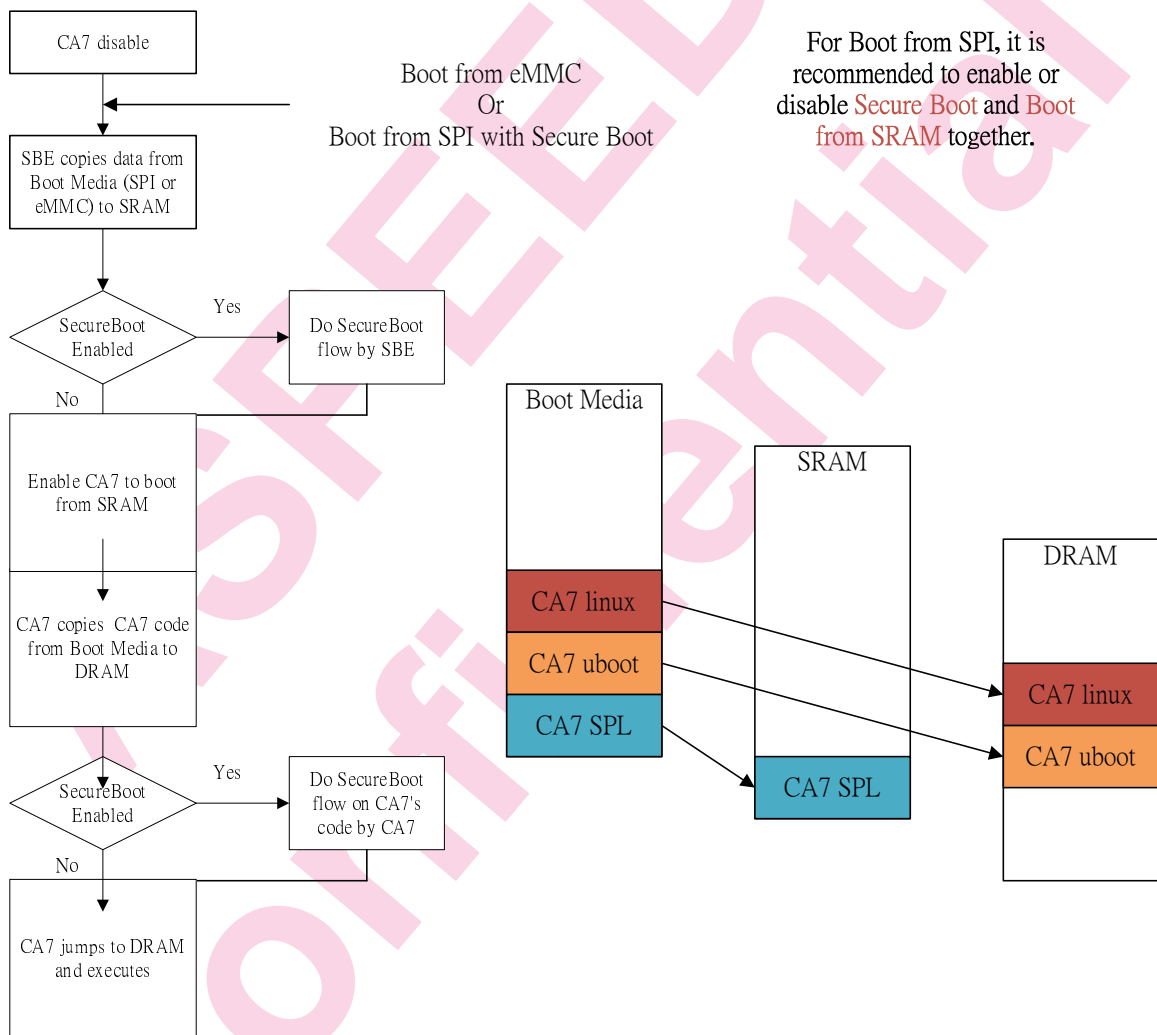 CA7 disable
Boot from eMMC
Or
Boot from SPI with Secure Boot
For Boot from SPI, it is
recommended to enable or
disable Secure Boot and Boot
from SRAM together.
SBE copies data from
Boot Media (SPI or
eMMC) to SRAM
SecureBoot
Enabled
Yes
Do SecureBoot
flow by SBE
No
Enable CA7 to boot
from SRAM
CA7 copies CA7 code
from Boot Media to
DRAM
SecureBoot
Enabled
Yes
Do SecureBoot
flow on CA7's
code by CA7
No
CA7 jumps to DRAM
and executes
Boot Media
CA7 linux
CA7 uboot
CA7 SPL
SRAM
CA7 SPL
DRAM
CA7 linux
CA7 uboot
ASPEED
Confidential